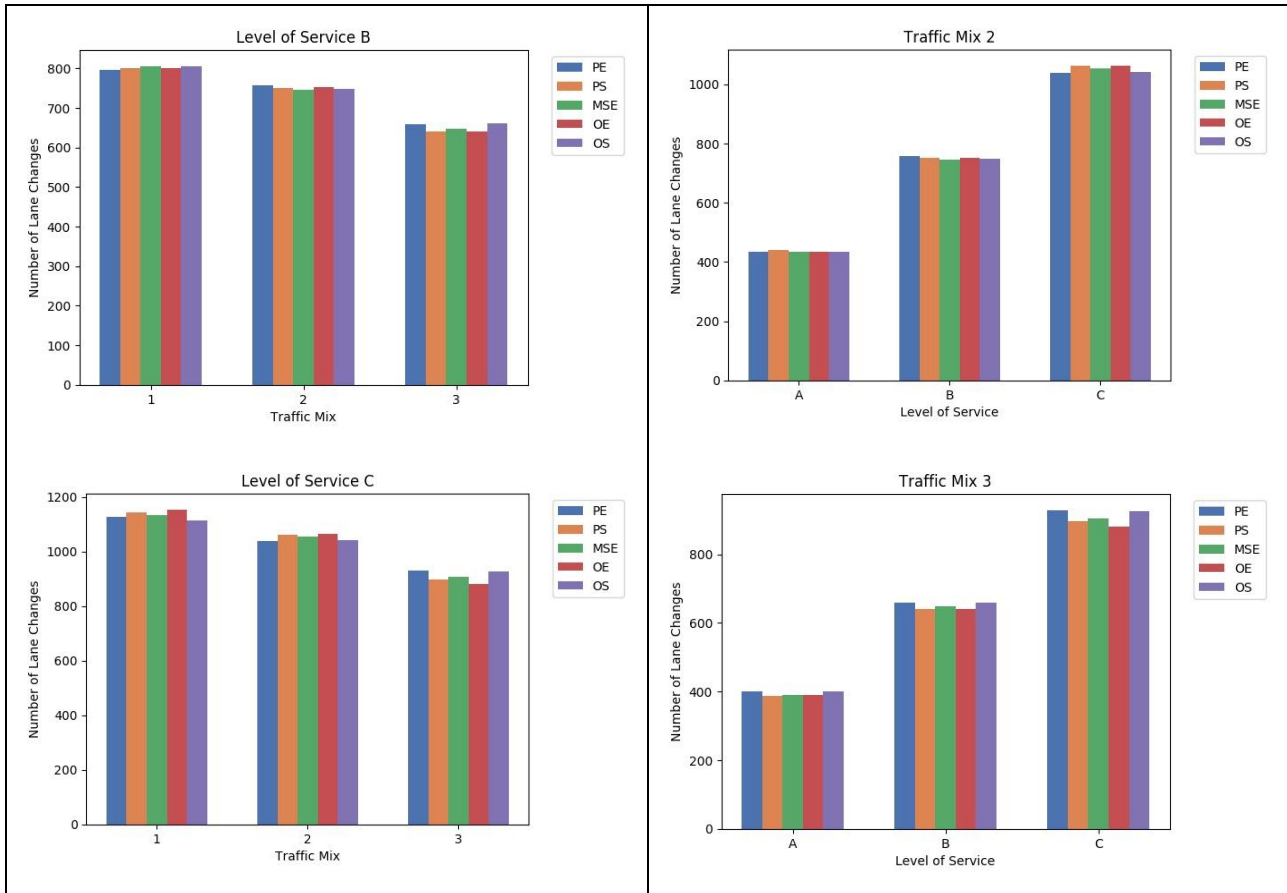 Level of Service B
Number of Lane Changes
800
700
600
500
400
300
200
100
0
1 2 3
Traffic Mix
PE
PS
MSE
OE
OS
Traffic Mix 2
Number of Lane Changes
1000
800
600
400
200
0
A B C
Level of Service
PE
PS
MSE
OE
OS
Level of Service C
Number of Lane Changes
1200
1000
800
600
400
200
0
1 2 3
Traffic Mix
PE
PS
MSE
OE
OS
Traffic Mix 3
Number of Lane Changes
800
600
400
200
0
A B C
Level of Service
PE
PS
MSE
OE
OS